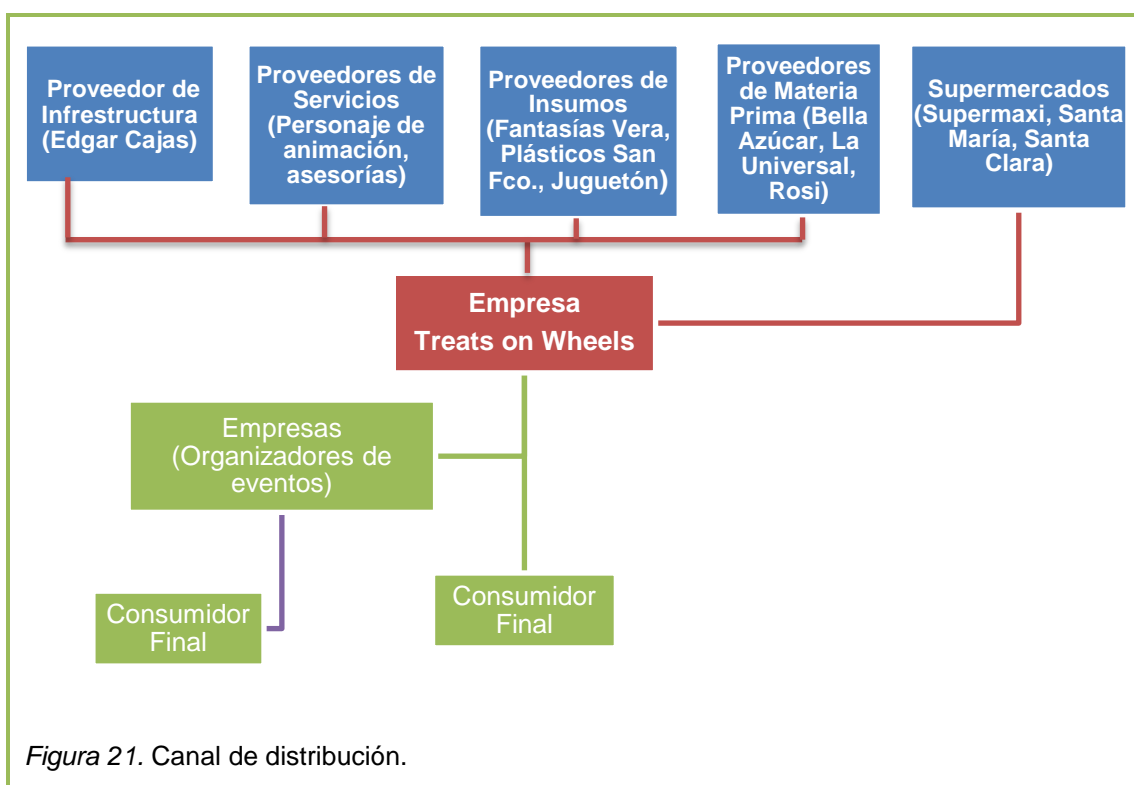 Proveedor de
Infrestructura
(Edgar Cajas)
Proveedores de
Servicios
(Personaje de
animación,
asesorías)
Proveedores de
Insumos
(Fantasías Vera,
Plásticos San
Fco., Juguetón)
Proveedores
de Materia
Prima (Bella
Azúcar, La
Universal,
Rosi)
Supermercados
(Supermaxi, Santa
María, Santa
Clara)
Empresa
Treats on Wheels
Empresas
(Organizadores de
eventos)
Consumidor
Final
Consumidor
Final
Figura 21. Canal de distribución.